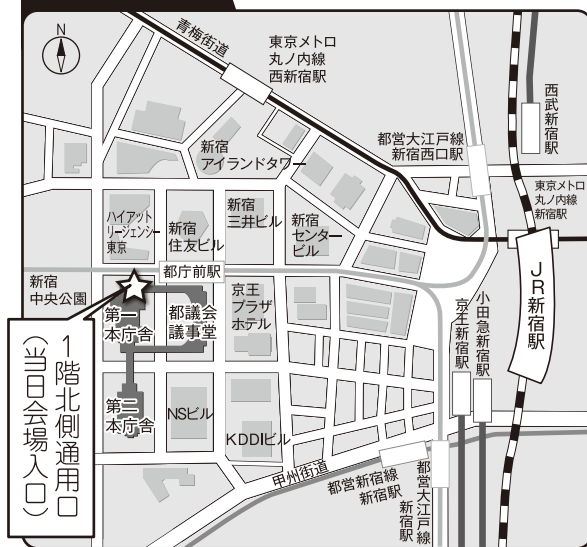 N
青梅街道
東京メトロ
丸ノ内線
西新宿駅
西武新宿駅
都営大江戸線
新宿西口駅
新宿
アイランドタワー
東京メトロ
丸ノ内線
新宿駅
ハイアット
リージェンシー
東京
新宿
住友ビル
新宿
三井ビル
新宿
センター
ビル
JR新宿駅
新宿
中央公園
都庁前駅
第一
本庁舎
都議会
議事堂
京王
プラザ
ホテル
京王新宿駅
小田急新宿駅
1階北側通用口
（当日会場入口）
第二
本庁舎
NSビル
KDDIビル
甲州街道
都営新宿線
新宿駅
都営大江戸線
新宿駅